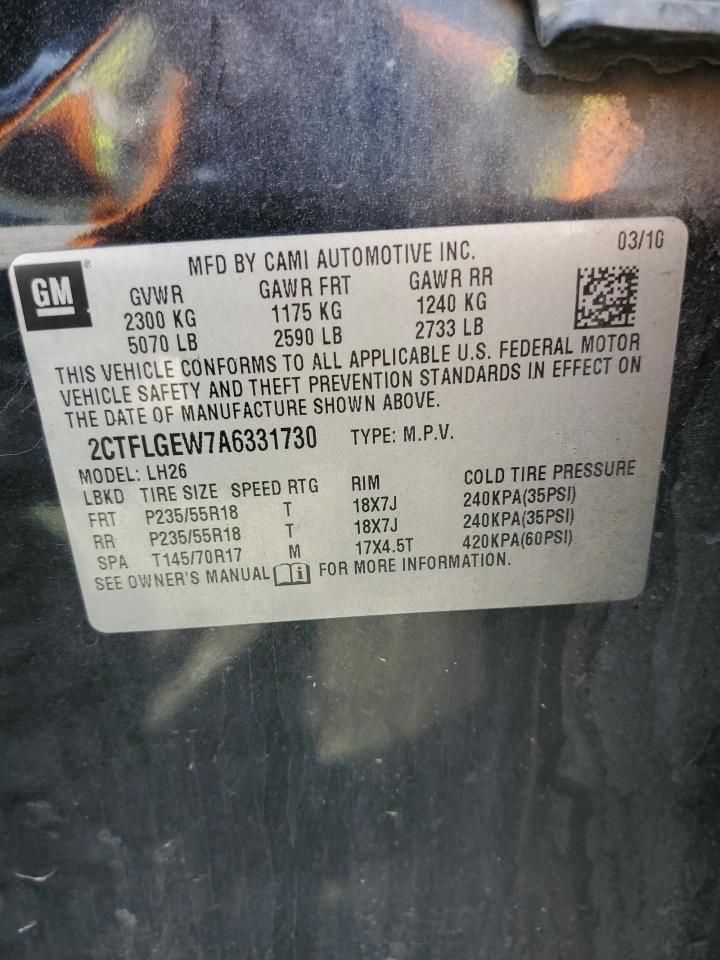 GM®
MFD BY CAMI AUTOMOTIVE INC.
03/10
GVWR GAWR FRT GAWR RR
2300 KG 1175 KG 1240 KG
5070 LB 2590 LB 2733 LB
THIS VEHICLE CONFORMS TO ALL APPLICABLE U.S. FEDERAL MOTOR
VEHICLE SAFETY AND THEFT PREVENTION STANDARDS IN EFFECT ON
THE DATE OF MANUFACTURE SHOWN ABOVE.
2CTFLGEW7A6331730 TYPE: M.P.V.
MODEL: LH26
LBKD TIRE SIZE SPEED RTG RIM COLD TIRE PRESSURE
FRT P235/55R18 T 18X7J 240KPA(35PSI)
RR P235/55R18 T 18X7J 240KPA(35PSI)
SPA T145/70R17 M 17X4.5T 420KPA(60PSI)
SEE OWNER'S MANUAL i FOR MORE INFORMATION.